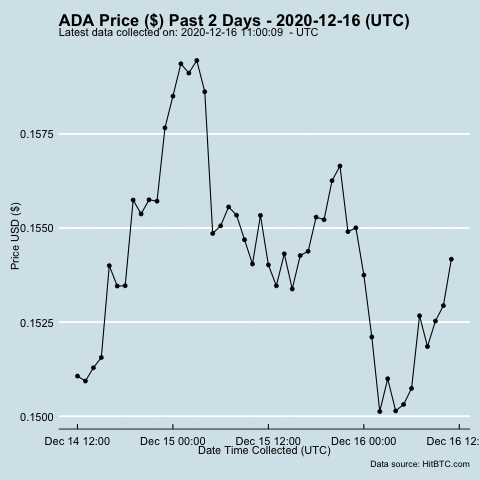 ADA Price ($) Past 2 Days - 2020-12-16 (UTC)
Latest data collected on: 2020-12-16 11:00:09 - UTC
Price USD ($)
0.1575
0.1550
0.1525
0.1500
Dec 14 12:00 Dec 15 00:00 Dec 15 12:00 Dec 16 00:00 Dec 16 12:
Date Time Collected (UTC)
Data source: HitBTC.com